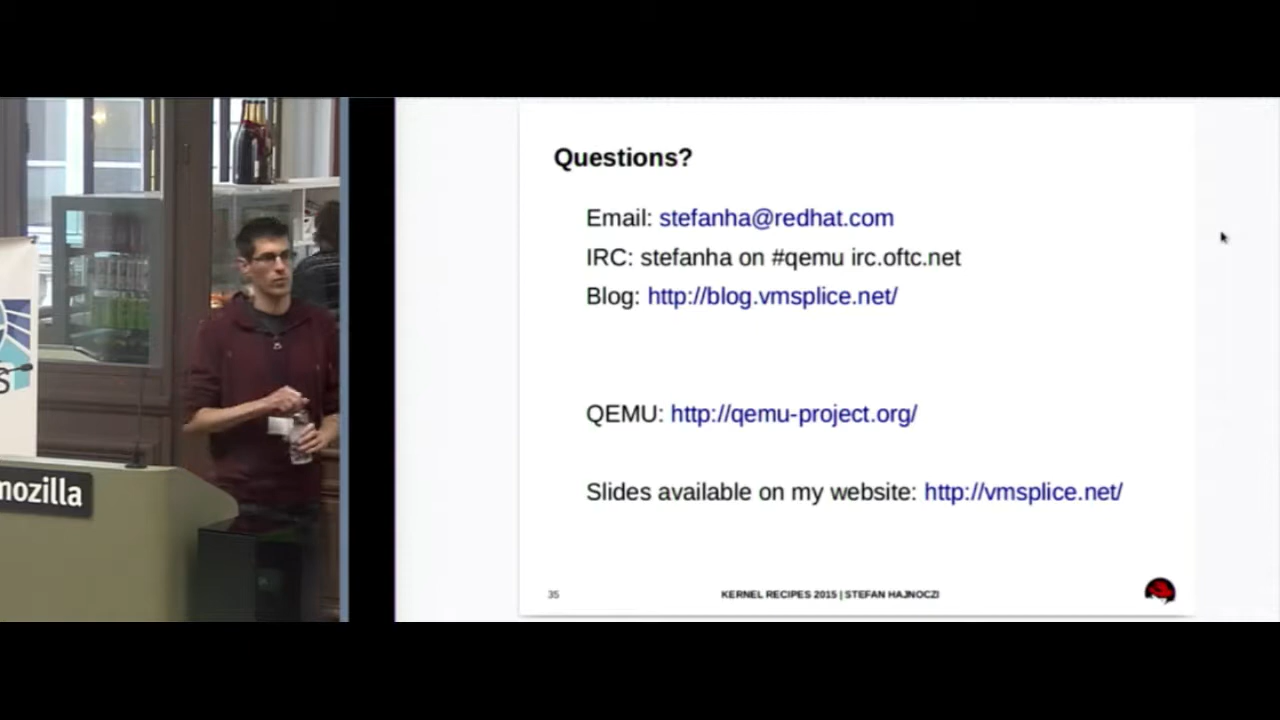 Questions?
Email: stefanha@redhat.com
IRC: stefanha on #qemu irc.oftc.net
Blog: http://blog.vmsplice.net/
QEMU: http://qemu-project.org/
Slides available on my website: http://vmsplice.net/
35
KERNEL RECIPES 2015 | STEFAN HAJNOCZI
mozilla